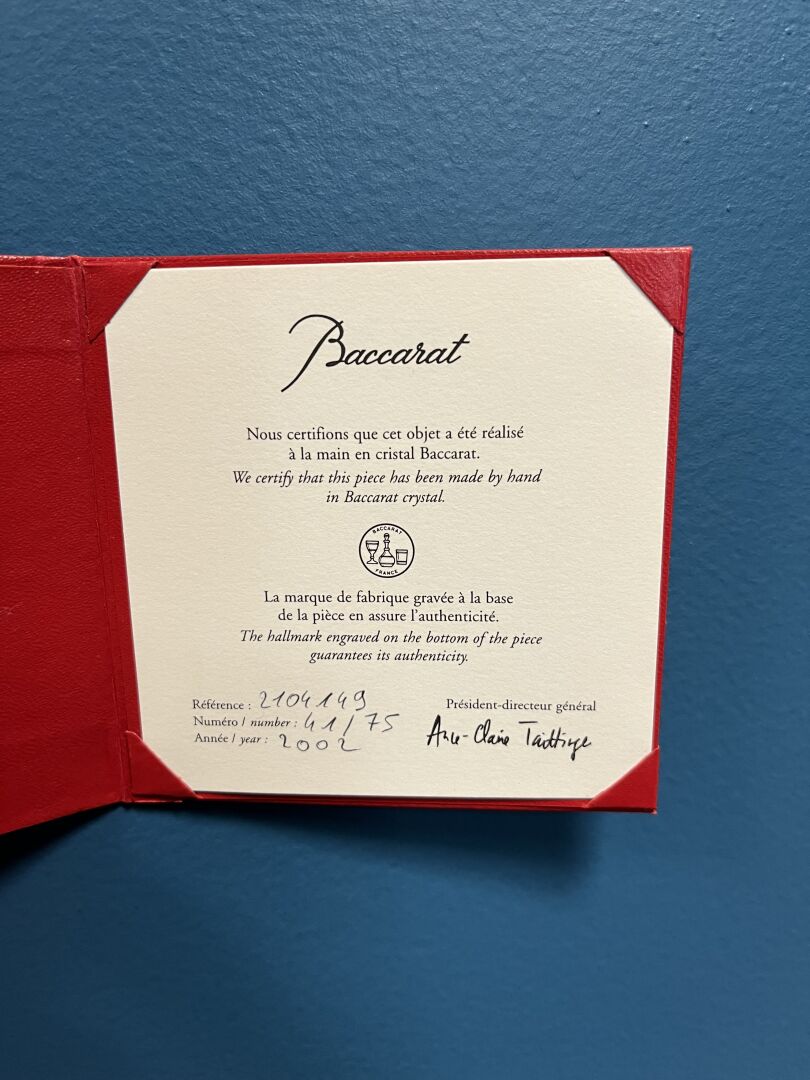 Baccarat
Nous certifions que cet objet a été réalisé
à la main en cristal Baccarat.
We certify that this piece has been made by hand
in Baccarat crystal.
BACCARAT
FRANCE
La marque de fabrique gravée à la base
de la pièce en assure l'authenticité.
The hallmark engraved on the bottom of the piece
guarantees its authenticity.
Référence : 2104149
Numéro / number : 41/75
Année / year : 2002
Président-directeur général
Anne-Claire Taittinger